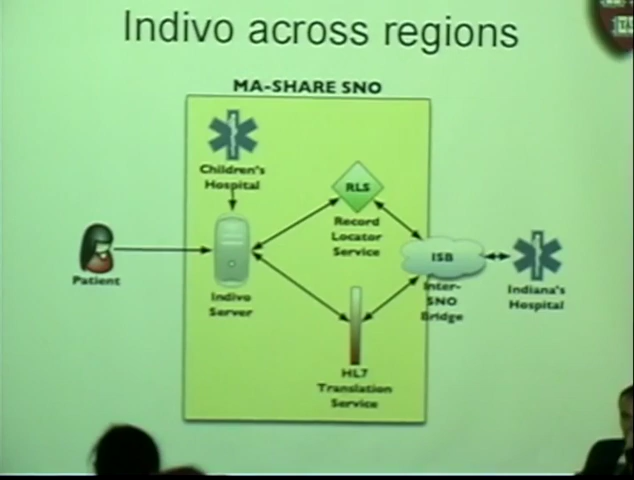 Indivo across regions
MA-SHARE SNO
Children's
Hospital
RLS
Record
Locator
Service
ISB
Inter-
SNO
Bridge
Indiana's
Hospital
Patient
Indivo
Server
HL7
Translation
Service